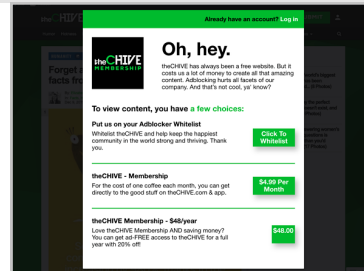 the CHIVE
Already have an account? Log in
theCHIVE
MEMBERSHIP
Oh, hey.
theCHIVE has always been a free website. But it
costs us a lot of money to create all that amazing
content. Adblocking hurts all facets of our
company. And that's not cool, ya' know?
To view content, you have a few choices:
Put us on your Adblocker Whitelist
Whitelist theCHIVE and help keep the happiest
community in the world strong and thriving. Thank
you.
Click To
Whitelist
theCHIVE - Membership
For the cost of one coffee each month, you can get
directly to the good stuff on theCHIVE.com & app.
$4.99 Per
Month
theCHIVE Membership - $48/year
Love theCHIVE Membership AND saving money?
You can get ad-FREE access to theCHIVE for a full
year with 20% off!
$48.00
Forget
facts fro